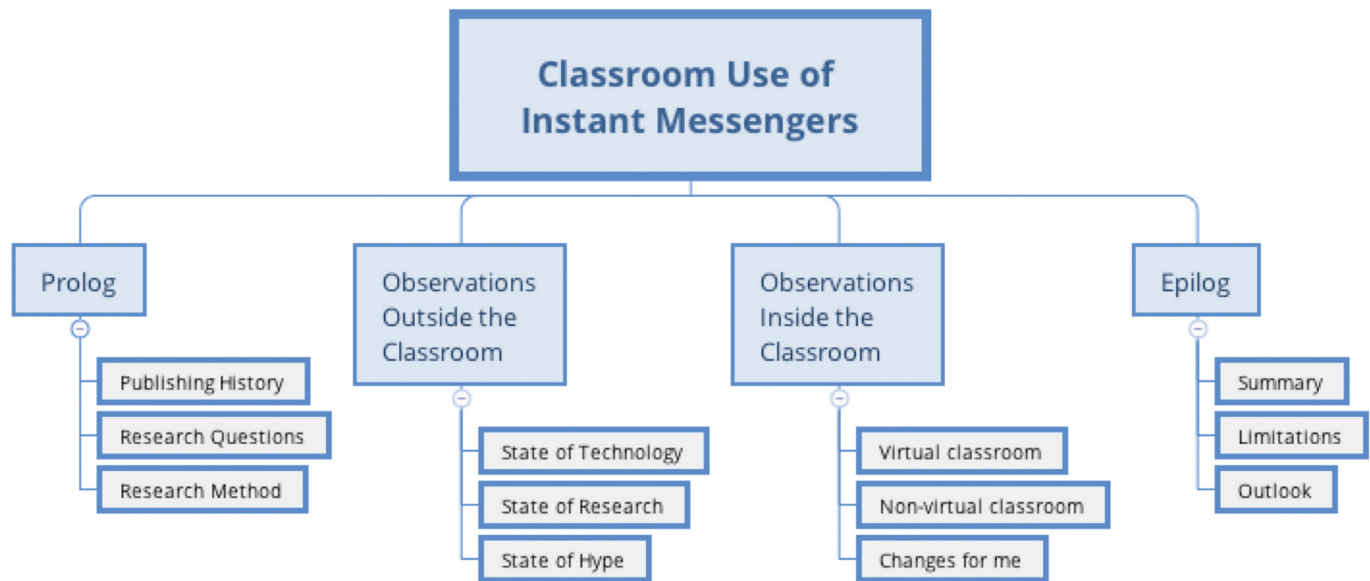 Classroom Use of
Instant Messengers
Prolog
Publishing History
Research Questions
Research Method
Observations
Outside the
Classroom
State of Technology
State of Research
State of Hype
Observations
Inside the
Classroom
Virtual classroom
Non-virtual classroom
Changes for me
Epilog
Summary
Limitations
Outlook